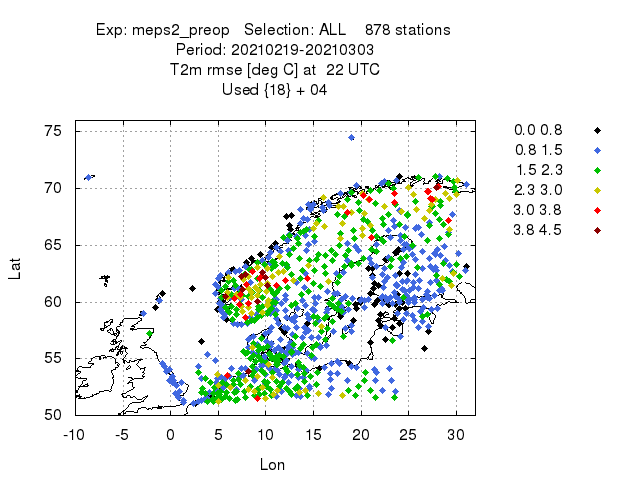 Exp: meps2_preop   Selection: ALL    878 stations
Period: 20210219-20210303
T2m rmse [deg C] at  22 UTC
Used {18} + 04
0.0 0.8
0.8 1.5
1.5 2.3
2.3 3.0
3.0 3.8
3.8 4.5
75
70
65
60
55
50
Lat
-10 -5 0 5 10 15 20 25 30
Lon